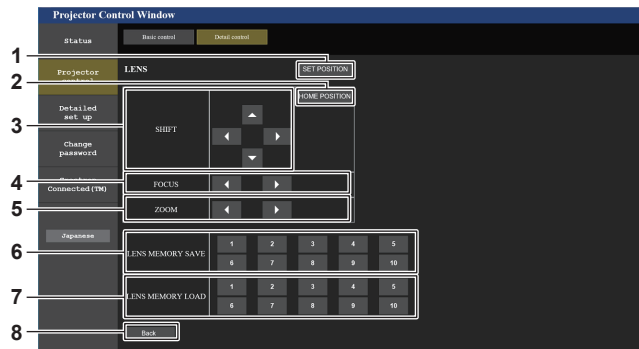 Projector Control Window
Status
Basic control
Detail control
1
LENS
SET POSITION
Projector
control
2
HOME POSITION
Detailed
set up
3
SHIFT
Change
password
4
FOCUS
Connected(TM)
5
ZOOM
Japanese
6
LENS MEMORY SAVE
1 2 3 4 5
6 7 8 9 10
7
LENS MEMORY LOAD
1 2 3 4 5
6 7 8 9 10
8
Back